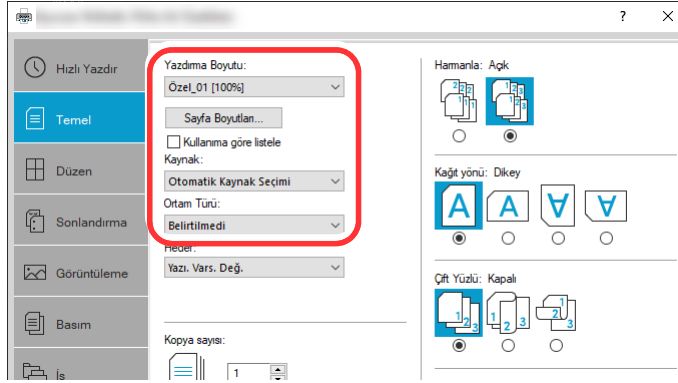 ?
Hızlı Yazdır
Temel
Düzen
Sonlandırma
Görüntüleme
Basım
İş
Yazdırma Boyutu:
Özel_01 [100%]
Sayfa Boyutları...
Kullanıma göre listele
Kaynak:
Otomatik Kaynak Seçimi
Ortam Türü:
Belirtilmedi
Hedef:
Yazı. Vars. Değ.
Kopya sayısı:
1
Harmanla: Açık
Kağıt yönü: Dikey
Çift Yüzlü: Kapalı